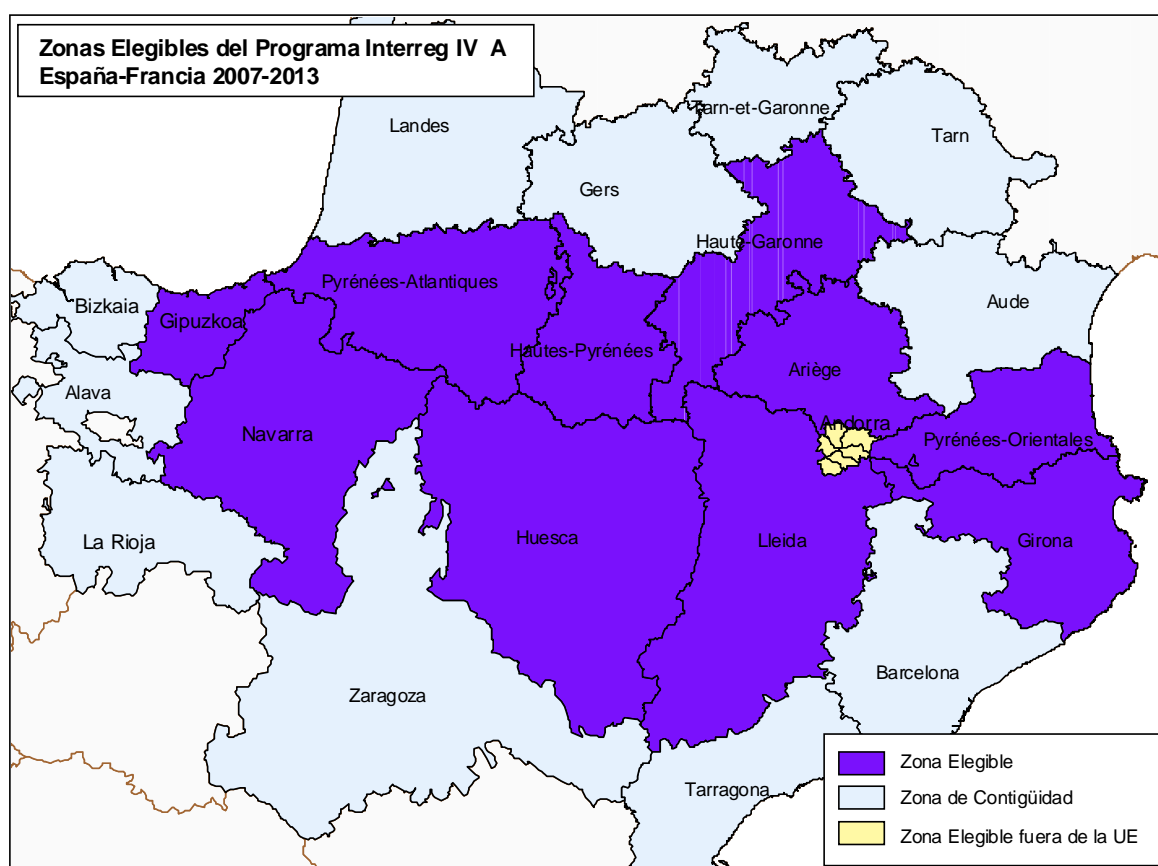 Zonas Elegibles del Programa Interreg IV A
España-Francia 2007-2013
Tarn-et-Garonne
Landes
Tarn
Gers
Haute-Garonne
Pyrénées-Atlantiques
Bizkaia
Aude
Gipuzkoa
Hautes-Pyrénées
Ariège
Alava
Andorra
Navarra
Pyrénées-Orientales
La Rioja
Huesca
Lleida
Girona
Barcelona
Zaragoza
Tarragona
Zona Elegible
Zona de Contigüidad
Zona Elegible fuera de la UE